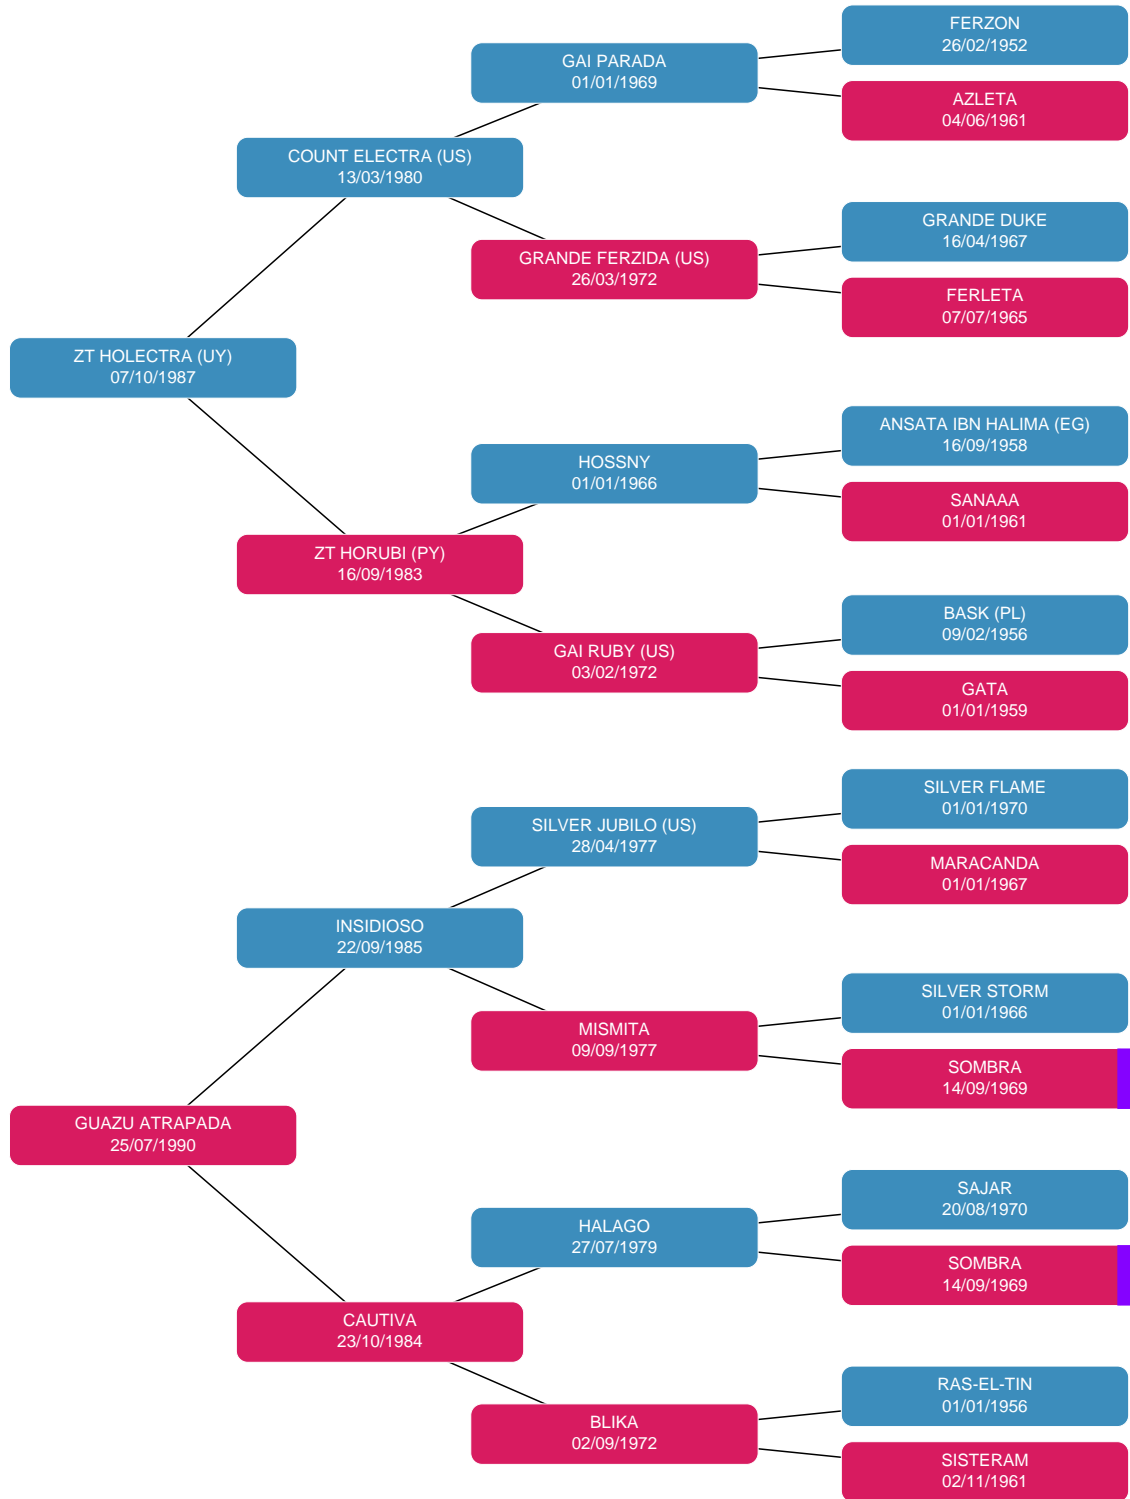 FERZON
26/02/1952
GAI PARADA
01/01/1969
AZLETA
04/06/1961
COUNT ELECTRA (US)
13/03/1980
GRANDE DUKE
16/04/1967
GRANDE FERZIDA (US)
26/03/1972
FERLETA
07/07/1965
ZT HOLECTRA (UY)
07/10/1987
ANSATA IBN HALIMA (EG)
16/09/1958
HOSSNY
01/01/1966
SANAAA
01/01/1961
ZT HORUBI (PY)
16/09/1983
BASK (PL)
09/02/1956
GAI RUBY (US)
03/02/1972
GATA
01/01/1959
SILVER FLAME
01/01/1970
SILVER JUBILO (US)
28/04/1977
MARACANDA
01/01/1967
INSIDIOSO
22/09/1985
SILVER STORM
01/01/1966
MISMITA
09/09/1977
SOMBRA
14/09/1969
GUAZU ATRAPADA
25/07/1990
SAJAR
20/08/1970
HALAGO
27/07/1979
SOMBRA
14/09/1969
CAUTIVA
23/10/1984
RAS-EL-TIN
01/01/1956
BLIKA
02/09/1972
SISTERAM
02/11/1961